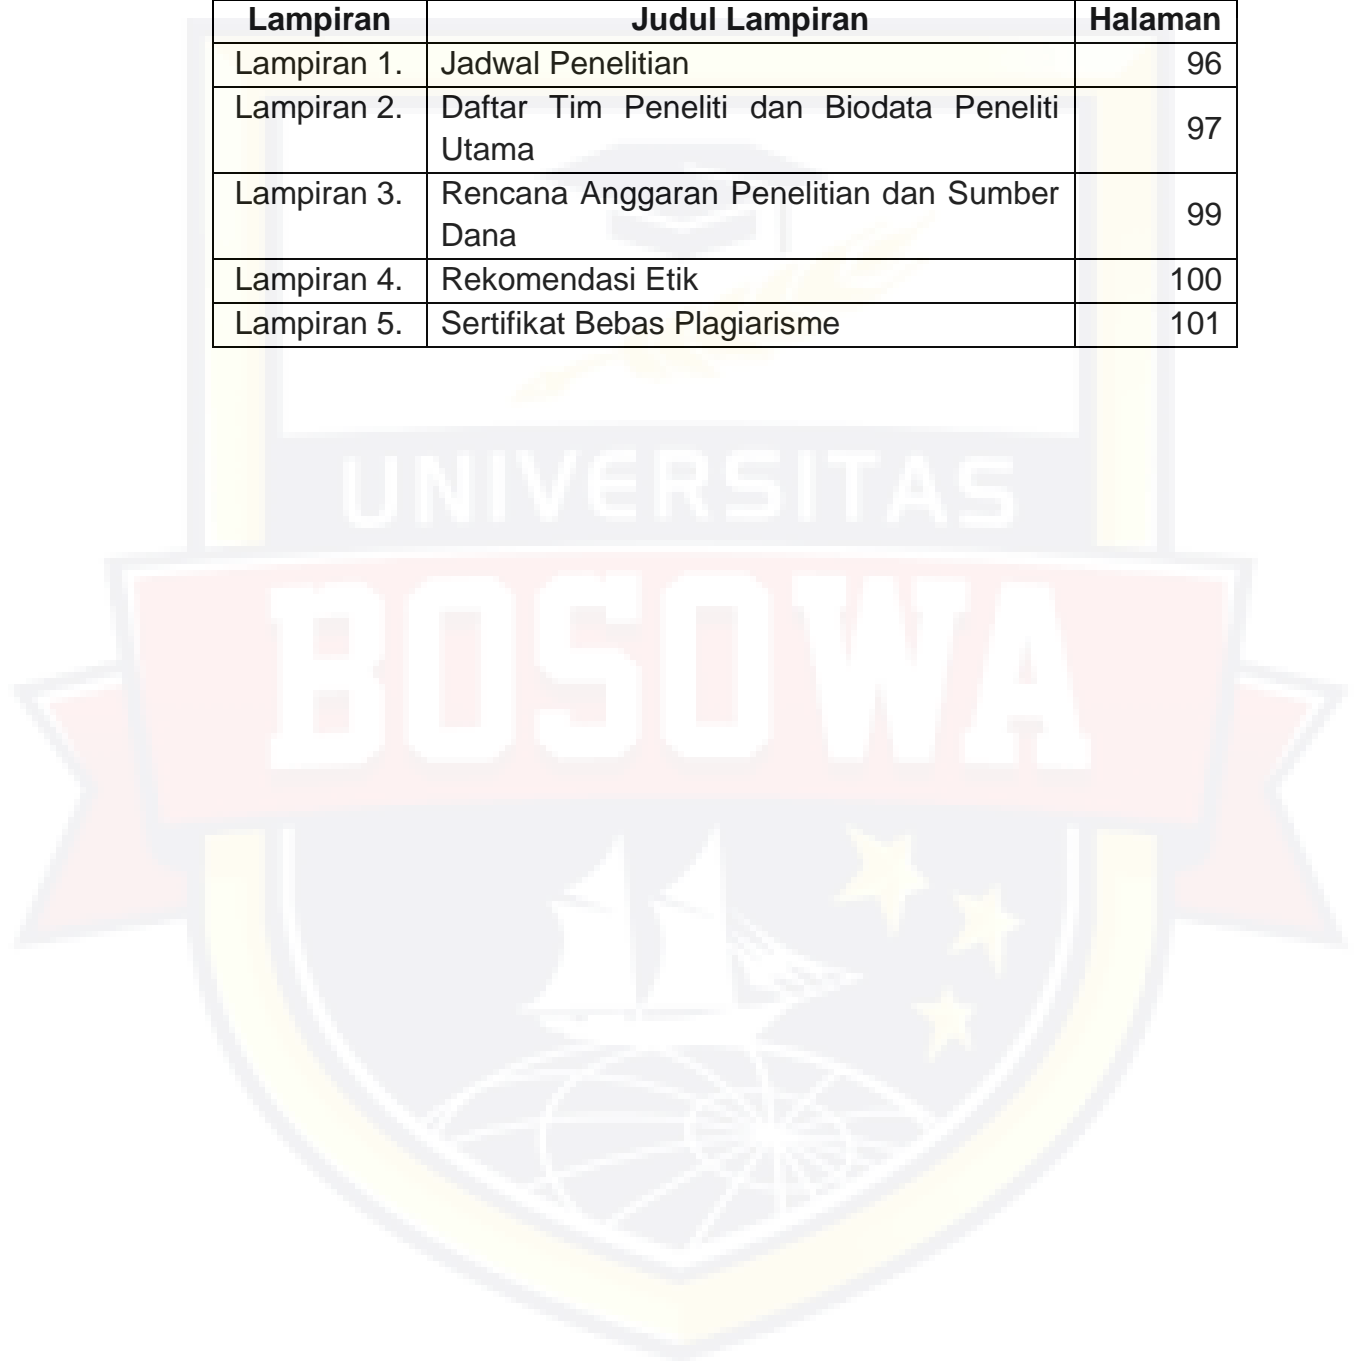 Lampiran Judul Lampiran Halaman
Lampiran 1. Jadwal Penelitian 96
Lampiran 2. Daftar Tim Peneliti dan Biodata Peneliti
Utama 97
Lampiran 3. Rencana Anggaran Penelitian dan Sumber
Dana 99
Lampiran 4. Rekomendasi Etik 100
Lampiran 5. Sertifikat Bebas Plagiarisme 101
UNIVERSITAS
BOSOWA